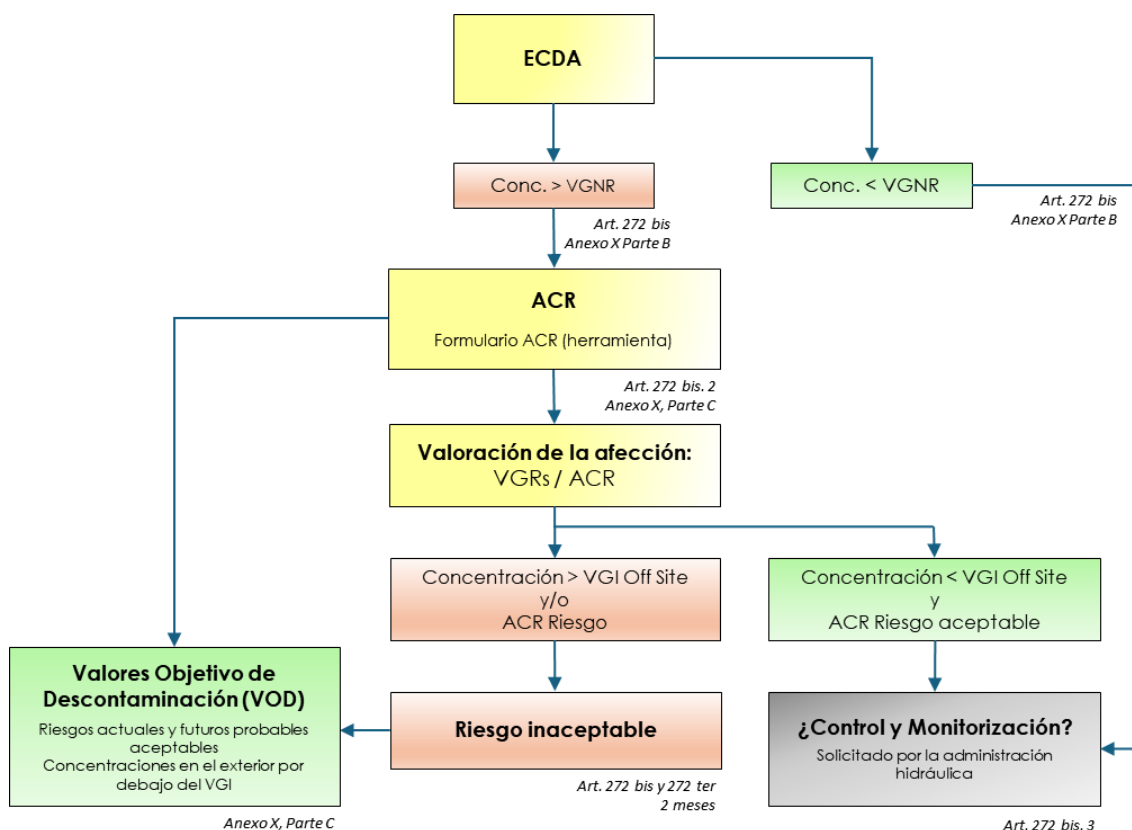 ECDA
Conc. > VGNR
Conc. < VGNR
Art. 272 bis
Anexo X Parte B
Art. 272 bis
Anexo X Parte B
ACR
Formulario ACR (herramienta)
Art. 272 bis. 2
Anexo X, Parte C
Valoración de la afección:
VGRs / ACR
Concentración > VGI Off Site
y/o
ACR Riesgo
Concentración < VGI Off Site
y
ACR Riesgo aceptable
Valores Objetivo de
Descontaminación (VOD)
Riesgos actuales y futuros probables
aceptables
Concentraciones en el exterior por
debajo del VGI
Anexo X, Parte C
Riesgo inaceptable
Art. 272 bis y 272 ter
2 meses
¿Control y Monitorización?
Solicitado por la administración
hidráulica
Art. 272 bis. 3